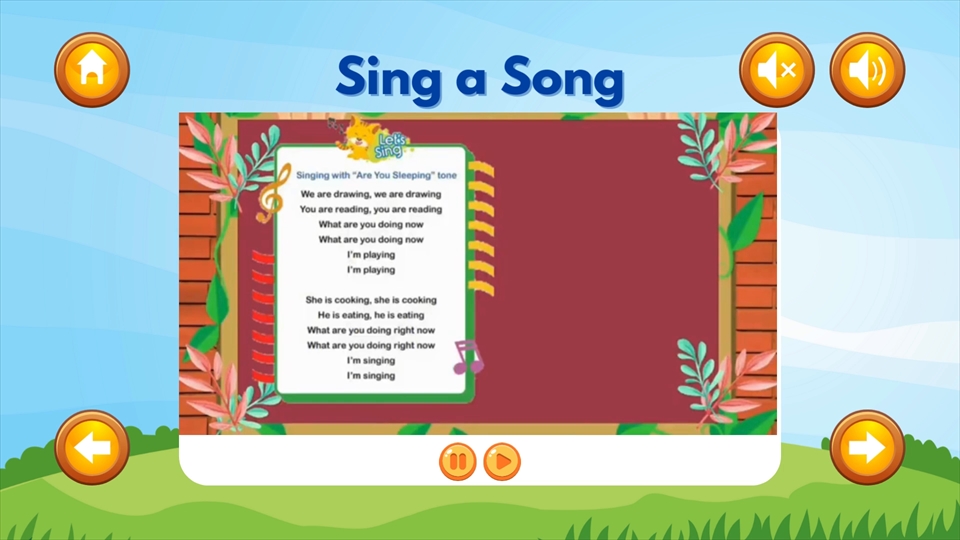 Sing a Song
Let's
Sing
Singing with "Are You Sleeping" tone
We are drawing, we are drawing
You are reading, you are reading
What are you doing now
What are you doing now
I'm playing
I'm playing
She is cooking, she is cooking
He is eating, he is eating
What are you doing right now
What are you doing right now
I'm singing
I'm singing